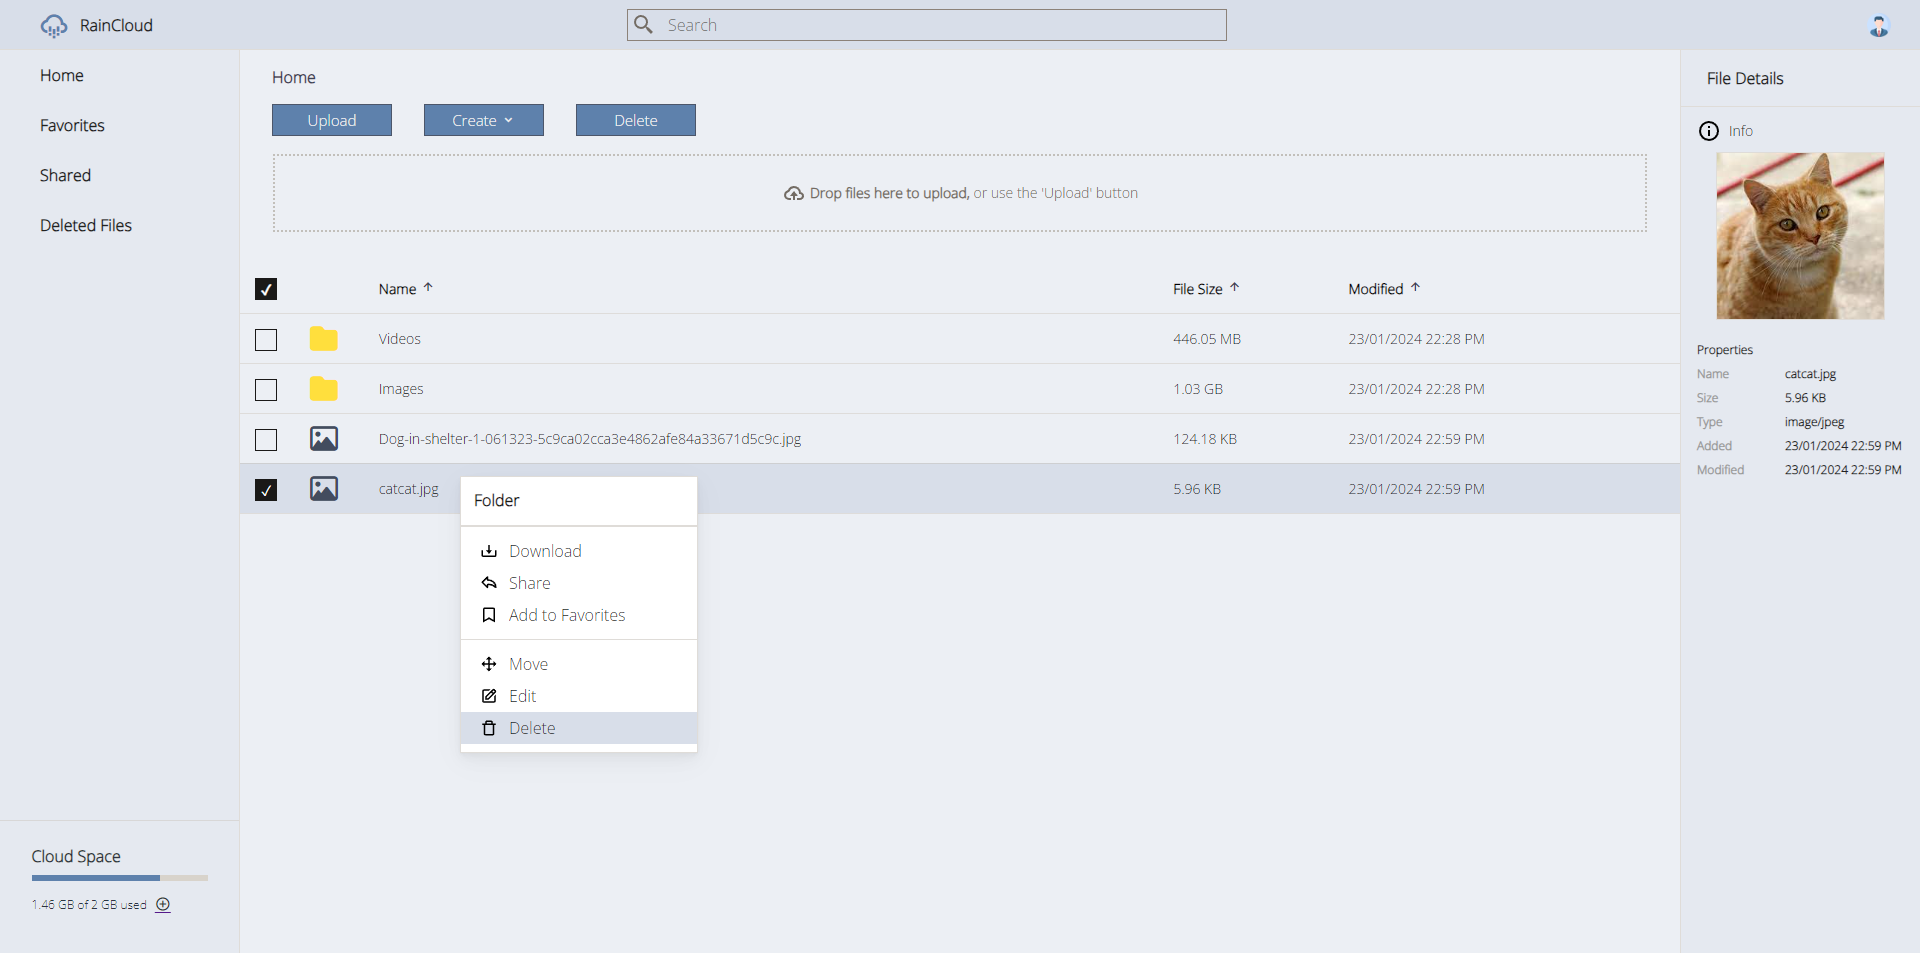 RainCloud
Search
Home
Favorites
Shared
Deleted Files
Cloud Space
1.46 GB of 2 GB used
Home
Upload
Create
Delete
Drop files here to upload, or use the 'Upload' button
Name File Size Modified
Videos 446.05 MB 23/01/2024 22:28 PM
Images 1.03 GB 23/01/2024 22:28 PM
Dog-in-shelter-1-061323-5c9ca02cca3e4862afe84a33671d5c9c.jpg 124.18 KB 23/01/2024 22:59 PM
catcat.jpg 5.96 KB 23/01/2024 22:59 PM
Folder
Download
Share
Add to Favorites
Move
Edit
Delete
File Details
Info
Properties
Name catcat.jpg
Size 5.96 KB
Type image/jpeg
Added 23/01/2024 22:59 PM
Modified 23/01/2024 22:59 PM